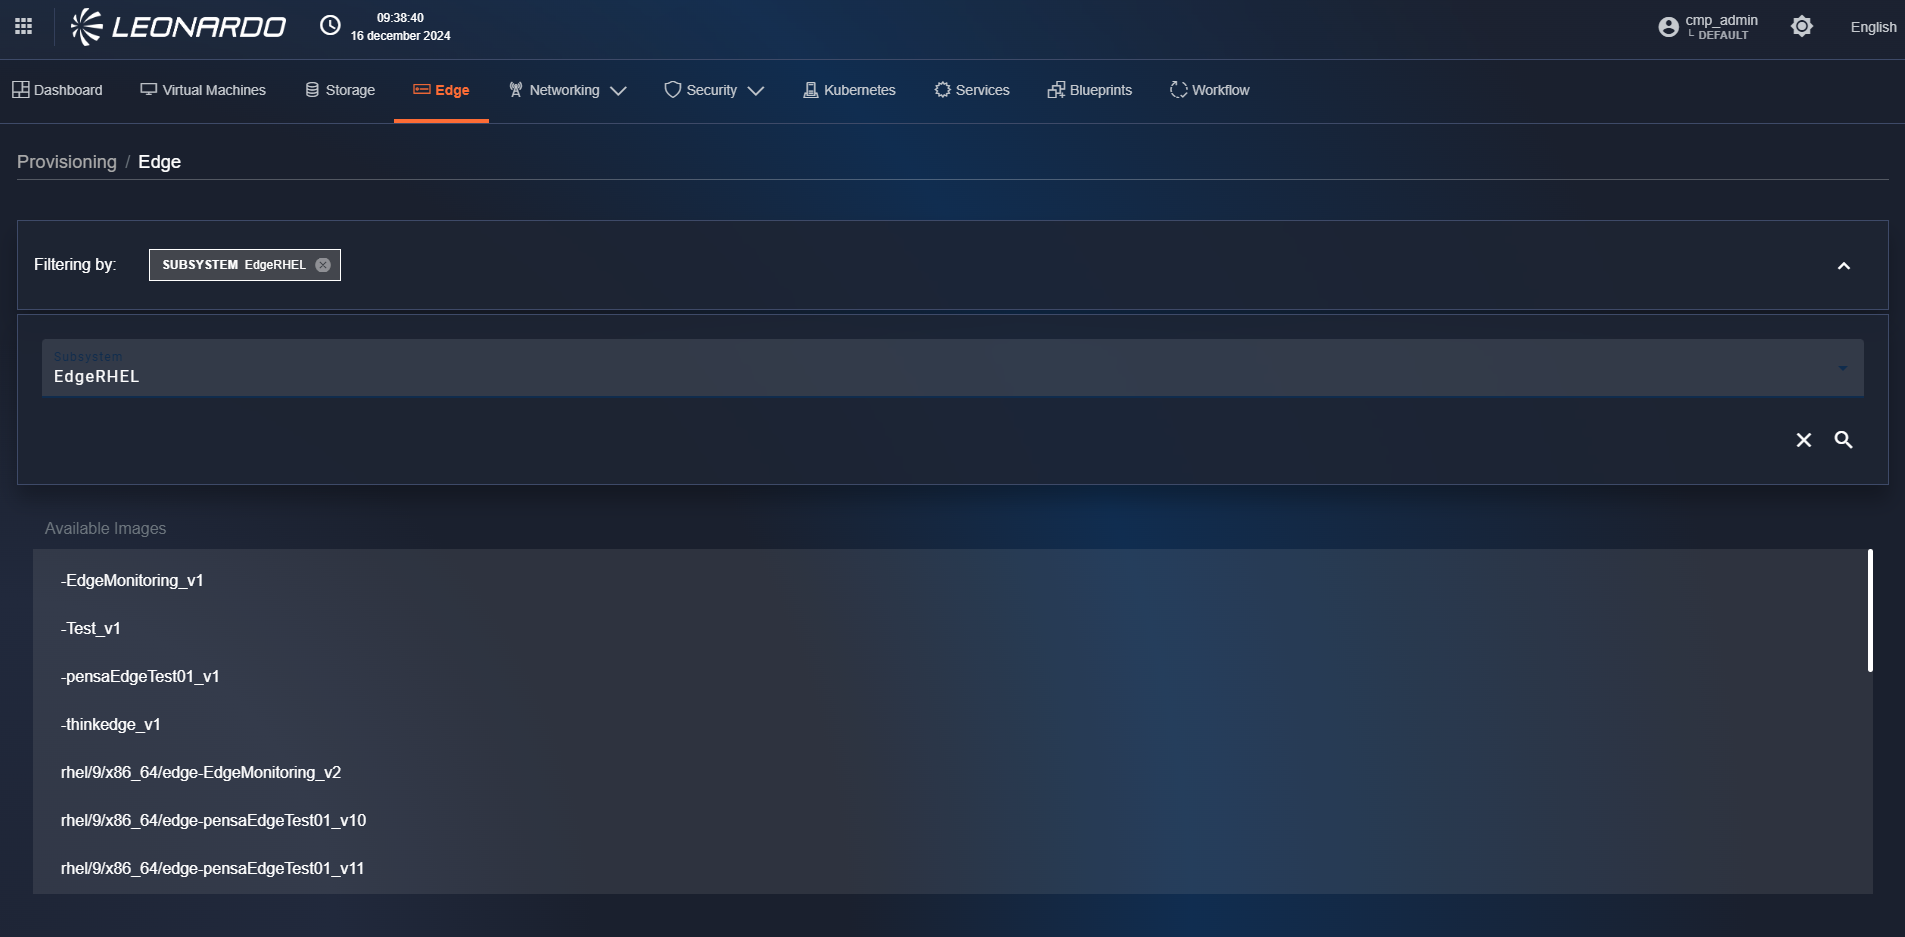 LEONARDO
09:38:40
16 december 2024
cmp_admin
└ DEFAULT
English
Dashboard
Virtual Machines
Storage
Edge
Networking
Security
Kubernetes
Services
Blueprints
Workflow
Provisioning / Edge
Filtering by:
SUBSYSTEM EdgeRHEL
Subsystem
EdgeRHEL
Available Images
-EdgeMonitoring_v1
-Test_v1
-pensaEdgeTest01_v1
-thinkedge_v1
rhel/9/x86_64/edge-EdgeMonitoring_v2
rhel/9/x86_64/edge-pensaEdgeTest01_v10
rhel/9/x86_64/edge-pensaEdgeTest01_v11